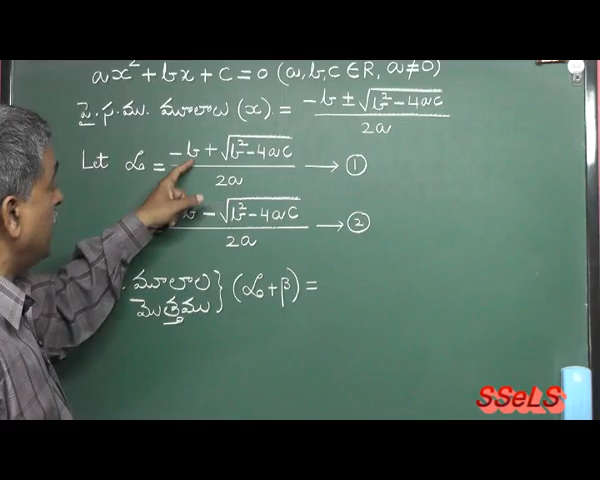 ax² + bx + c = 0 (a, b, c ∈ R, a ≠ 0)
పై. స. ము. మూలాలు (x) = -b ± √b² - 4ac / 2a
Let α = -b + √b² - 4ac / 2a → ①
b - √b² - 4ac / 2a → ②
మూలాల } (α + β) =
మొత్తము
SSeLS